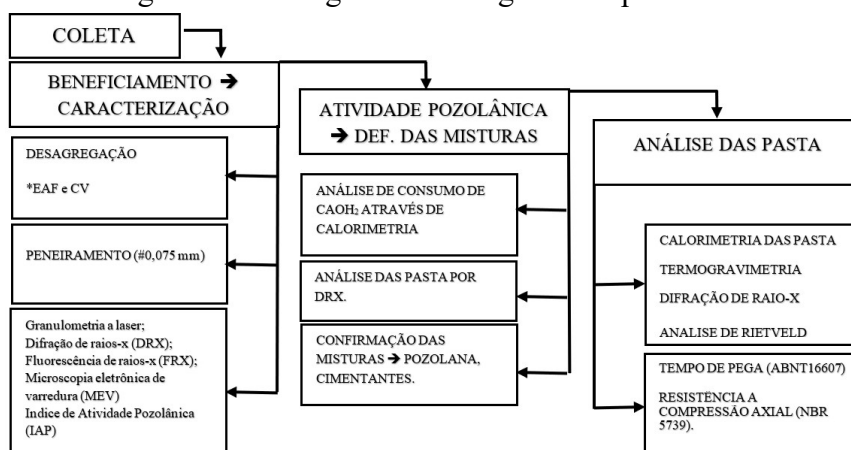 COLETA
BENEFICIAMENTO ➔
CARACTERIZAÇÃO
DESAGREGAÇÃO
*EAF e CV
PENEIRAMENTO (#0,075 mm)
Granulometria a laser;
Difração de raios-x (DRX);
Fluorescência de raios-x (FRX);
Microscopia eletrônica de
varredura (MEV)
Indice de Atividade Pozolânica
(IAP)
ATIVIDADE POZOLÂNICA
➔ DEF. DAS MISTURAS
ANÁLISE DE CONSUMO DE
CAOH₂ ATRAVÉS DE
CALORIMETRIA
ANÁLISE DAS PASTA POR
DRX.
CONFIRMAÇÃO DAS
MISTURAS ➔ POZOLANA,
CIMENTANTES.
ANÁLISE DAS PASTA
CALORIMETRIA DAS PASTA
TERMOGRAVIMETRIA
DIFRAÇÃO DE RAIO-X
ANALISE DE RIETVELD
TEMPO DE PEGA (ABNT16607)
RESISTÊNCIA A
COMPRESSÃO AXIAL (NBR
5739).